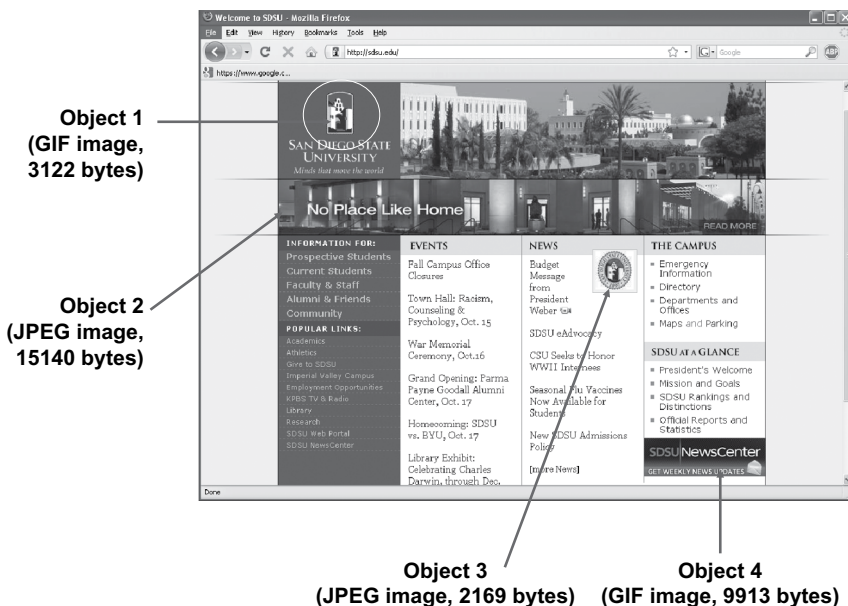 Welcome to SDSU - Mozilla Firefox
File Edit View History Bookmarks Tools Help
http://sdsu.edu/
Google
https://www.google.c...
Object 1
(GIF image,
3122 bytes)
SAN DIEGO STATE
UNIVERSITY
Minds that move the world
No Place Like Home
READ MORE
Object 2
(JPEG image,
15140 bytes)
INFORMATION FOR:
Prospective Students
Current Students
Faculty & Staff
Alumni & Friends
Community
POPULAR LINKS:
Academics
Athletics
Give to SDSU
Imperial Valley Campus
Employment Opportunities
KPBS TV & Radio
Library
Research
SDSU Web Portal
SDSU NewsCenter
EVENTS
Fall Campus Office
Closures
Town Hall: Racism,
Counseling &
Psychology, Oct. 15
War Memorial
Ceremony, Oct.16
Grand Opening: Parma
Payne Goodall Alumni
Center, Oct. 17
Homecoming: SDSU
vs. BYU, Oct. 17
Library Exhibit:
Celebrating Charles
Darwin, through Dec.
NEWS
Budget
Message
from
President
Weber
SDSU eAdvocacy
CSU Seeks to Honor
WWII Internees
Seasonal Flu Vaccines
Now Available for
Students
New SDSU Admissions
Policy
[more News]
THE CAMPUS
Emergency
Information
Directory
Departments and
Offices
Maps and Parking
SDSU AT A GLANCE
President's Welcome
Mission and Goals
SDSU Rankings and
Distinctions
Official Reports and
Statistics
SDSU NewsCenter
GET WEEKLY NEWS UPDATES
Done
Object 3
(JPEG image, 2169 bytes)
Object 4
(GIF image, 9913 bytes)